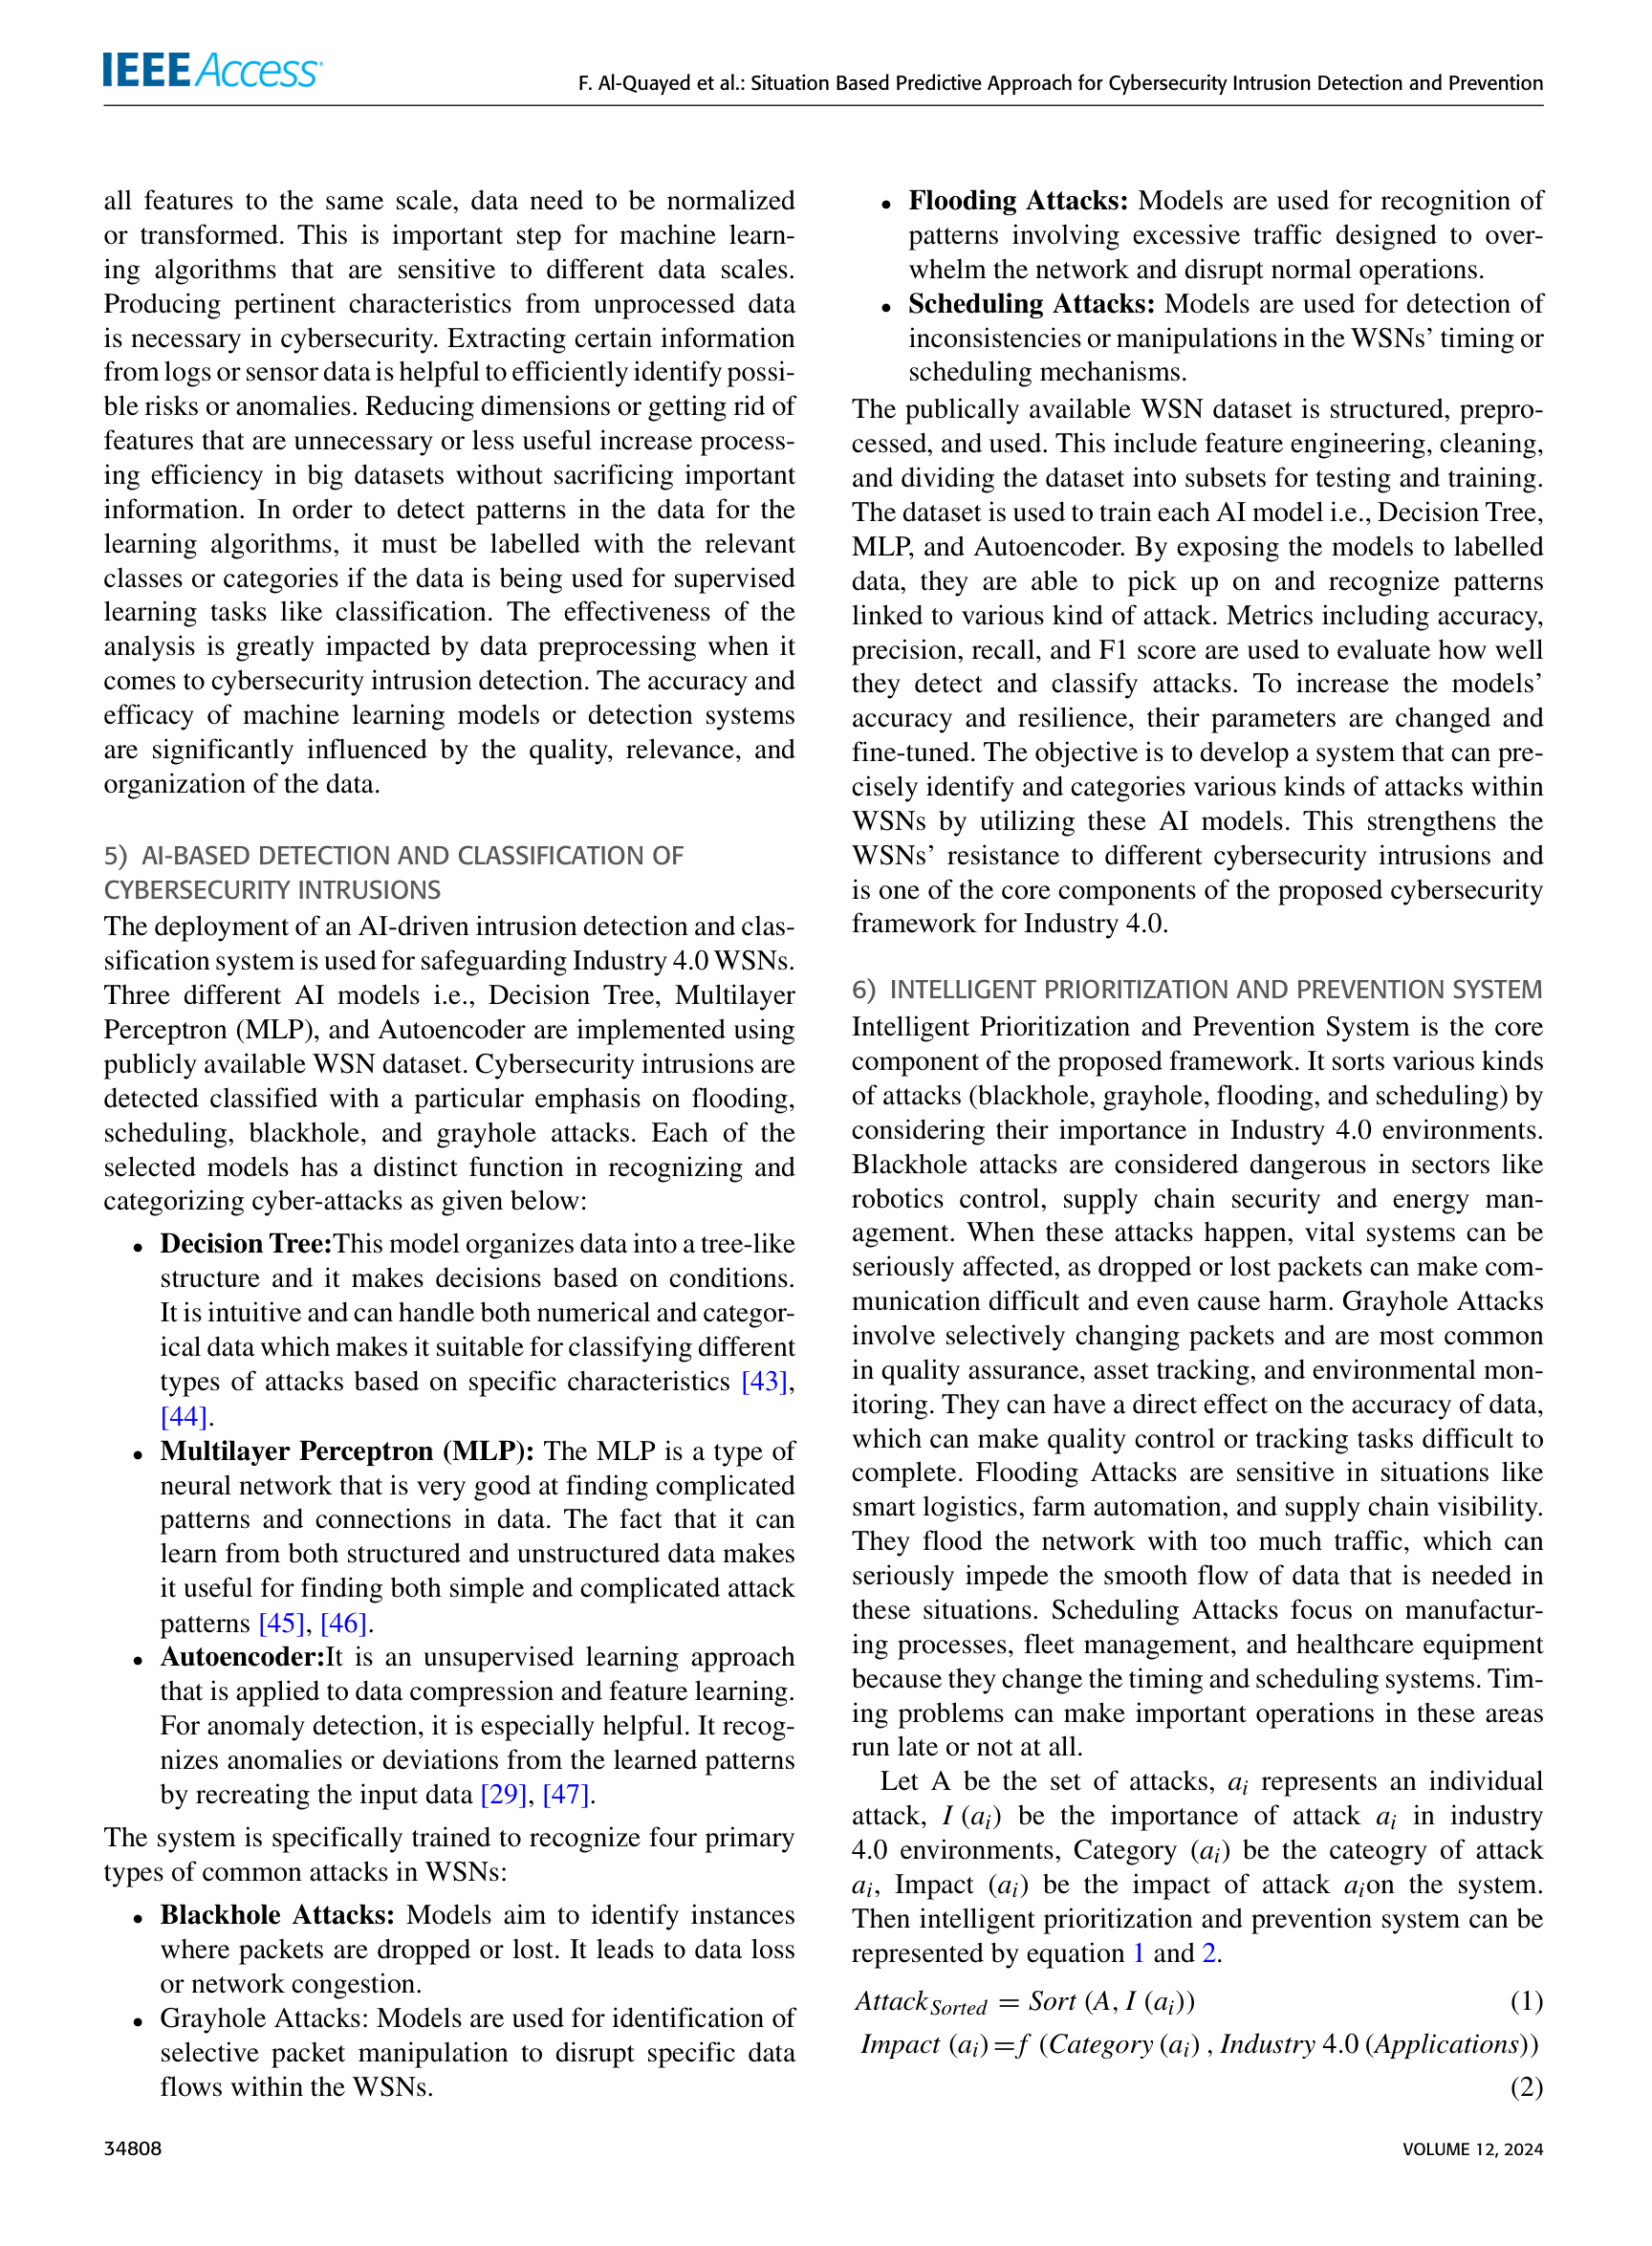 IEEE Access
F. Al-Quayed et al.: Situation Based Predictive Approach for Cybersecurity Intrusion Detection and Prevention
all features to the same scale, data need to be normalized
or transformed. This is important step for machine learn-
ing algorithms that are sensitive to different data scales.
Producing pertinent characteristics from unprocessed data
is necessary in cybersecurity. Extracting certain information
from logs or sensor data is helpful to efficiently identify possi-
ble risks or anomalies. Reducing dimensions or getting rid of
features that are unnecessary or less useful increase process-
ing efficiency in big datasets without sacrificing important
information. In order to detect patterns in the data for the
learning algorithms, it must be labelled with the relevant
classes or categories if the data is being used for supervised
learning tasks like classification. The effectiveness of the
analysis is greatly impacted by data preprocessing when it
comes to cybersecurity intrusion detection. The accuracy and
efficacy of machine learning models or detection systems
are significantly influenced by the quality, relevance, and
organization of the data.
5) AI-BASED DETECTION AND CLASSIFICATION OF
CYBERSECURITY INTRUSIONS
The deployment of an AI-driven intrusion detection and clas-
sification system is used for safeguarding Industry 4.0 WSNs.
Three different AI models i.e., Decision Tree, Multilayer
Perceptron (MLP), and Autoencoder are implemented using
publicly available WSN dataset. Cybersecurity intrusions are
detected classified with a particular emphasis on flooding,
scheduling, blackhole, and grayhole attacks. Each of the
selected models has a distinct function in recognizing and
categorizing cyber-attacks as given below:
• Decision Tree:This model organizes data into a tree-like
structure and it makes decisions based on conditions.
It is intuitive and can handle both numerical and categor-
ical data which makes it suitable for classifying different
types of attacks based on specific characteristics [43],
[44].
• Multilayer Perceptron (MLP): The MLP is a type of
neural network that is very good at finding complicated
patterns and connections in data. The fact that it can
learn from both structured and unstructured data makes
it useful for finding both simple and complicated attack
patterns [45], [46].
• Autoencoder:It is an unsupervised learning approach
that is applied to data compression and feature learning.
For anomaly detection, it is especially helpful. It recog-
nizes anomalies or deviations from the learned patterns
by recreating the input data [29], [47].
The system is specifically trained to recognize four primary
types of common attacks in WSNs:
• Blackhole Attacks: Models aim to identify instances
where packets are dropped or lost. It leads to data loss
or network congestion.
• Grayhole Attacks: Models are used for identification of
selective packet manipulation to disrupt specific data
flows within the WSNs.
• Flooding Attacks: Models are used for recognition of
patterns involving excessive traffic designed to over-
whelm the network and disrupt normal operations.
• Scheduling Attacks: Models are used for detection of
inconsistencies or manipulations in the WSNs' timing or
scheduling mechanisms.
The publically available WSN dataset is structured, prepro-
cessed, and used. This include feature engineering, cleaning,
and dividing the dataset into subsets for testing and training.
The dataset is used to train each AI model i.e., Decision Tree,
MLP, and Autoencoder. By exposing the models to labelled
data, they are able to pick up on and recognize patterns
linked to various kind of attack. Metrics including accuracy,
precision, recall, and F1 score are used to evaluate how well
they detect and classify attacks. To increase the models'
accuracy and resilience, their parameters are changed and
fine-tuned. The objective is to develop a system that can pre-
cisely identify and categories various kinds of attacks within
WSNs by utilizing these AI models. This strengthens the
WSNs' resistance to different cybersecurity intrusions and
is one of the core components of the proposed cybersecurity
framework for Industry 4.0.
6) INTELLIGENT PRIORITIZATION AND PREVENTION SYSTEM
Intelligent Prioritization and Prevention System is the core
component of the proposed framework. It sorts various kinds
of attacks (blackhole, grayhole, flooding, and scheduling) by
considering their importance in Industry 4.0 environments.
Blackhole attacks are considered dangerous in sectors like
robotics control, supply chain security and energy man-
agement. When these attacks happen, vital systems can be
seriously affected, as dropped or lost packets can make com-
munication difficult and even cause harm. Grayhole Attacks
involve selectively changing packets and are most common
in quality assurance, asset tracking, and environmental mon-
itoring. They can have a direct effect on the accuracy of data,
which can make quality control or tracking tasks difficult to
complete. Flooding Attacks are sensitive in situations like
smart logistics, farm automation, and supply chain visibility.
They flood the network with too much traffic, which can
seriously impede the smooth flow of data that is needed in
these situations. Scheduling Attacks focus on manufactur-
ing processes, fleet management, and healthcare equipment
because they change the timing and scheduling systems. Tim-
ing problems can make important operations in these areas
run late or not at all.
Let A be the set of attacks, aᵢ represents an individual
attack, I (aᵢ) be the importance of attack aᵢ in industry
4.0 environments, Category (aᵢ) be the cateogry of attack
aᵢ, Impact (aᵢ) be the impact of attack aᵢon the system.
Then intelligent prioritization and prevention system can be
represented by equation 1 and 2.
Attack_Sorted = Sort (A, I (aᵢ)) (1)
Impact (aᵢ)=f (Category (aᵢ) , Industry 4.0 (Applications))
(2)
34808
VOLUME 12, 2024